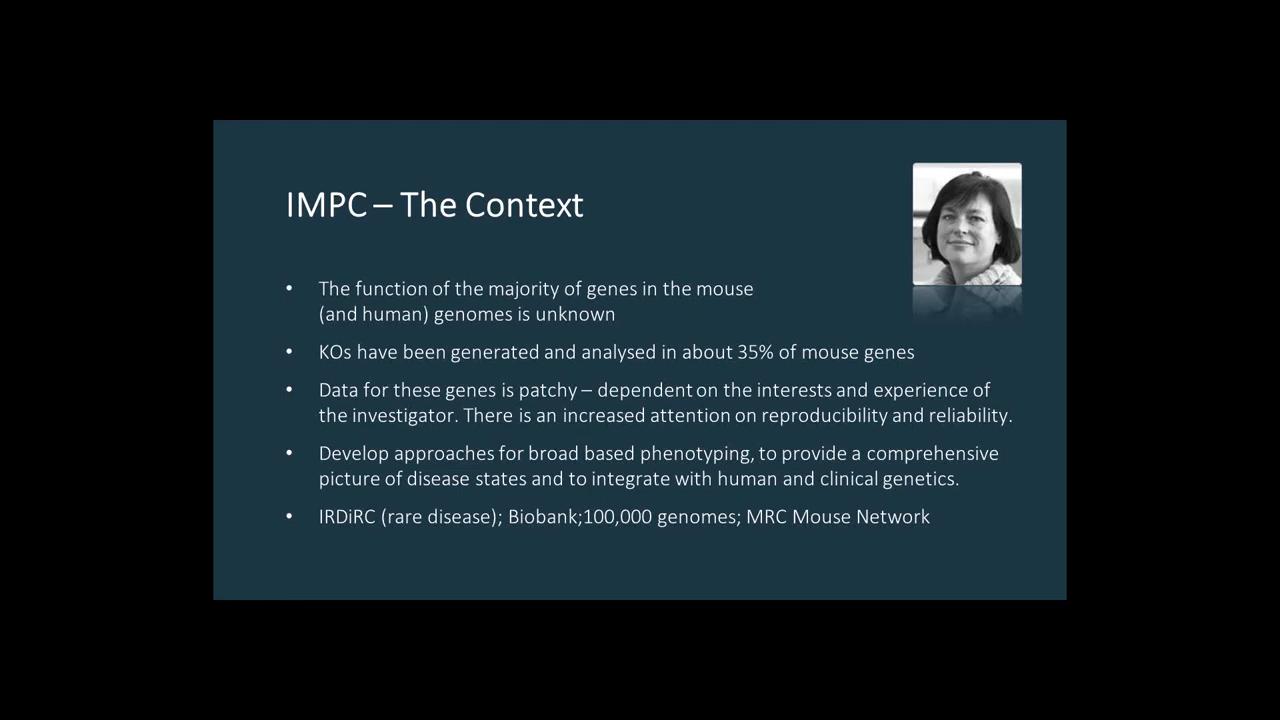 IMPC – The Context
• The function of the majority of genes in the mouse
(and human) genomes is unknown
• KOs have been generated and analysed in about 35% of mouse genes
• Data for these genes is patchy – dependent on the interests and experience of
the investigator. There is an increased attention on reproducibility and reliability.
• Develop approaches for broad based phenotyping, to provide a comprehensive
picture of disease states and to integrate with human and clinical genetics.
• IRDiRC (rare disease); Biobank;100,000 genomes; MRC Mouse Network